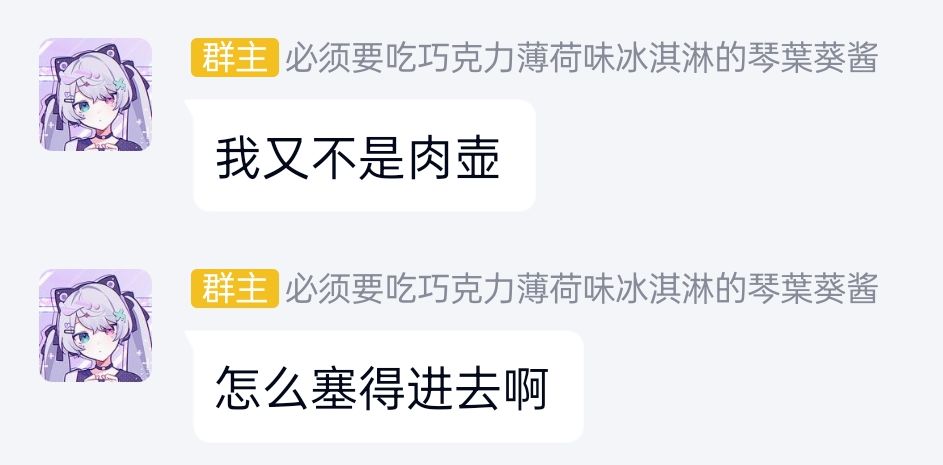 群主 必须要吃巧克力薄荷味冰淇淋的琴葉葵酱
我又不是肉壶
群主 必须要吃巧克力薄荷味冰淇淋的琴葉葵酱
怎么塞得进去啊